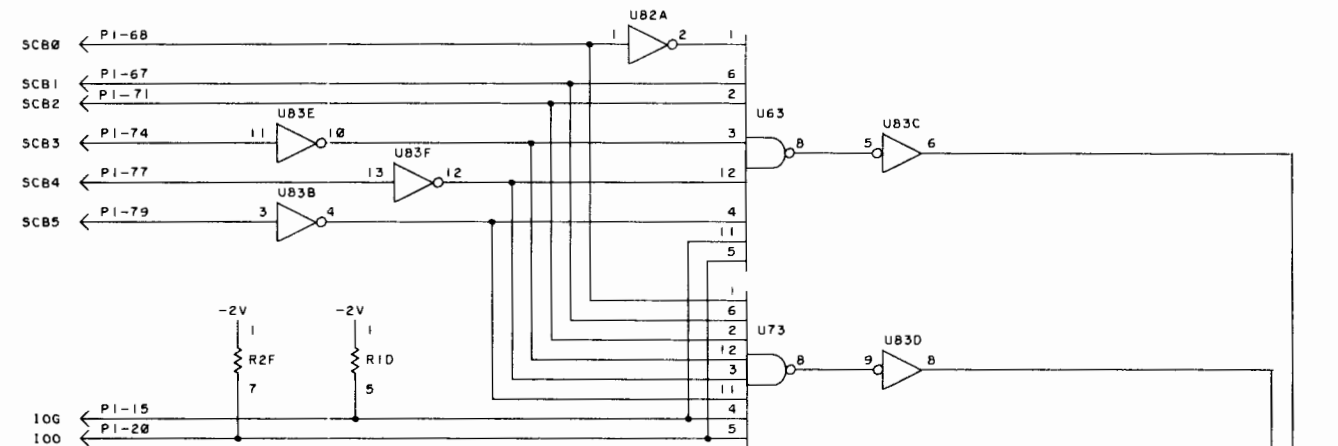 U82A
SCB0 P1-68 1 2 1
SCB1 P1-67 6
SCB2 P1-71 2
U83E U63 U83C
SCB3 P1-74 11 10 3 8 5 6
U83F
SCB4 P1-77 13 12 12
U83B
SCB5 P1-79 3 4 4
11
5
1
-2V -2V 6
1 1 2 U73
U83D
R2F R1D 12 8 9 8
3
7 5 11
IOG P1-15 4
IOO P1-20 5